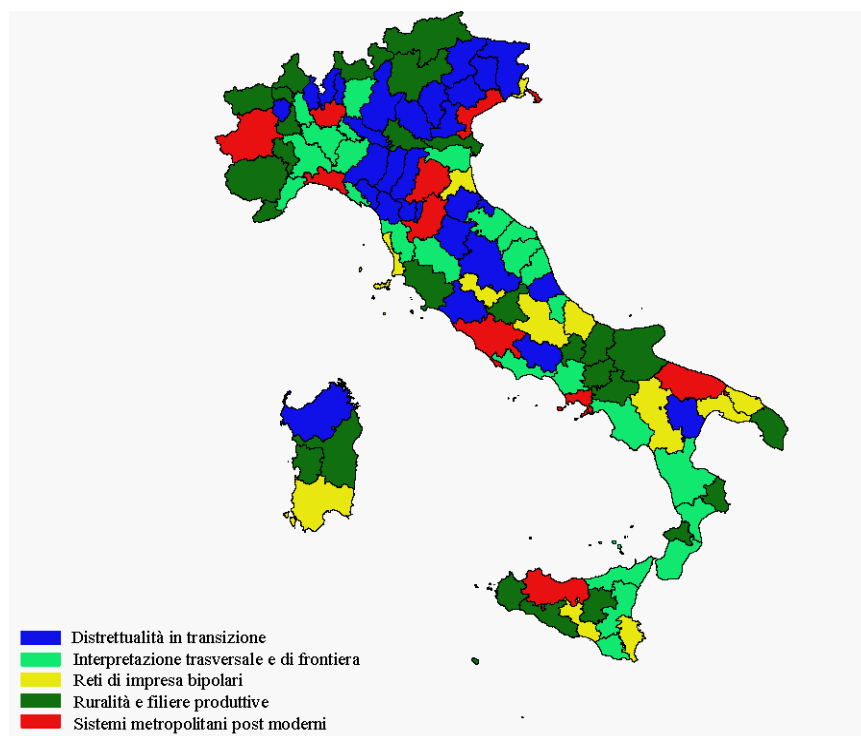 Distrettualità in transizione
Interpretazione trasversale e di frontiera
Reti di impresa bipolari
Ruralità e filiere produttive
Sistemi metropolitani post moderni